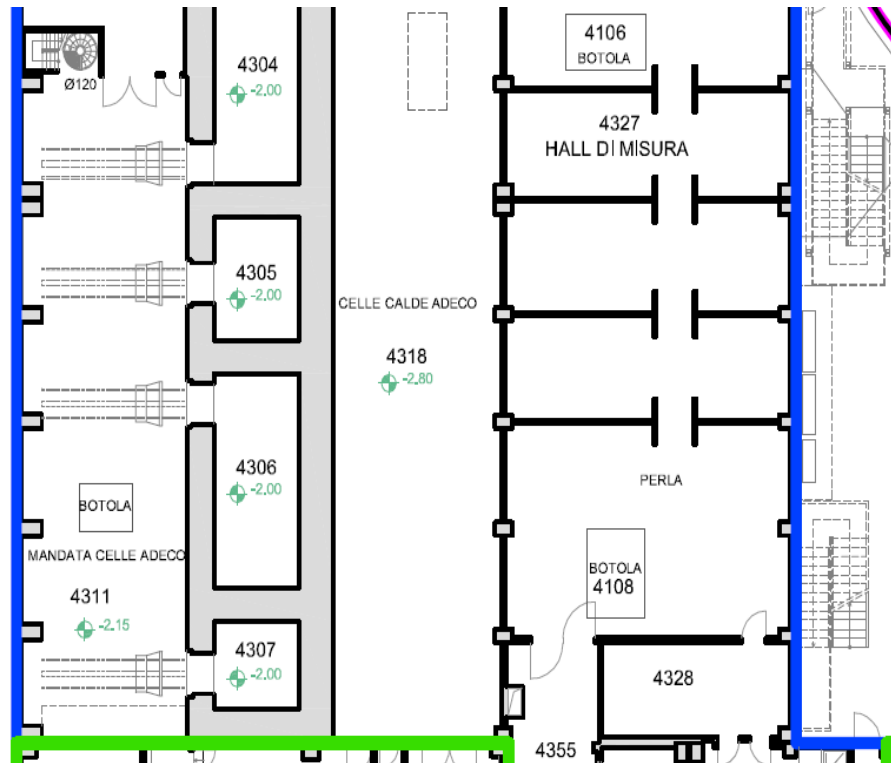 4106
BOTOLA
4304
-2.00
Ø120
4327
HALL DI MISURA
4305
-2.00
CELLE CALDE ADECO
4318
-2.80
4306
-2.00
PERLA
BOTOLA
MANDATA CELLE ADECO
BOTOLA
4108
4311
-2.15
4307
-2.00
4328
4355